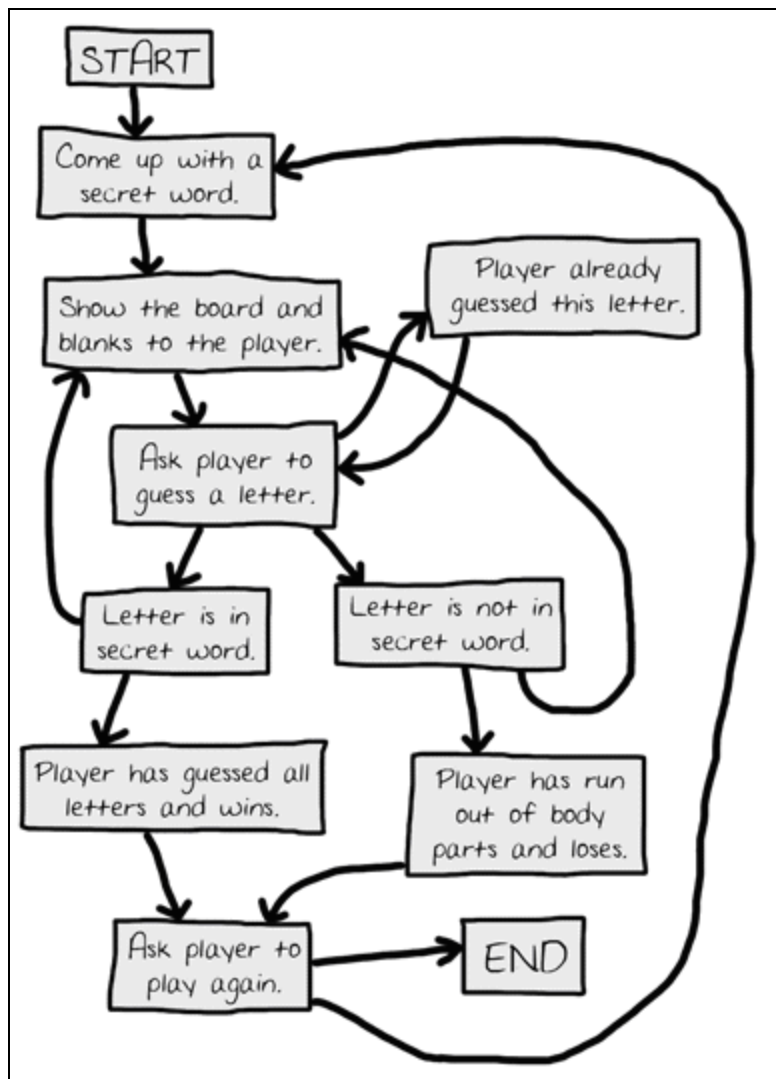 START
Come up with a
secret word.
Show the board and
blanks to the player.
Player already
guessed this letter.
Ask player to
guess a letter.
Letter is in
secret word.
Letter is not in
secret word.
Player has guessed all
letters and wins.
Player has run
out of body
parts and loses.
Ask player to
play again.
END